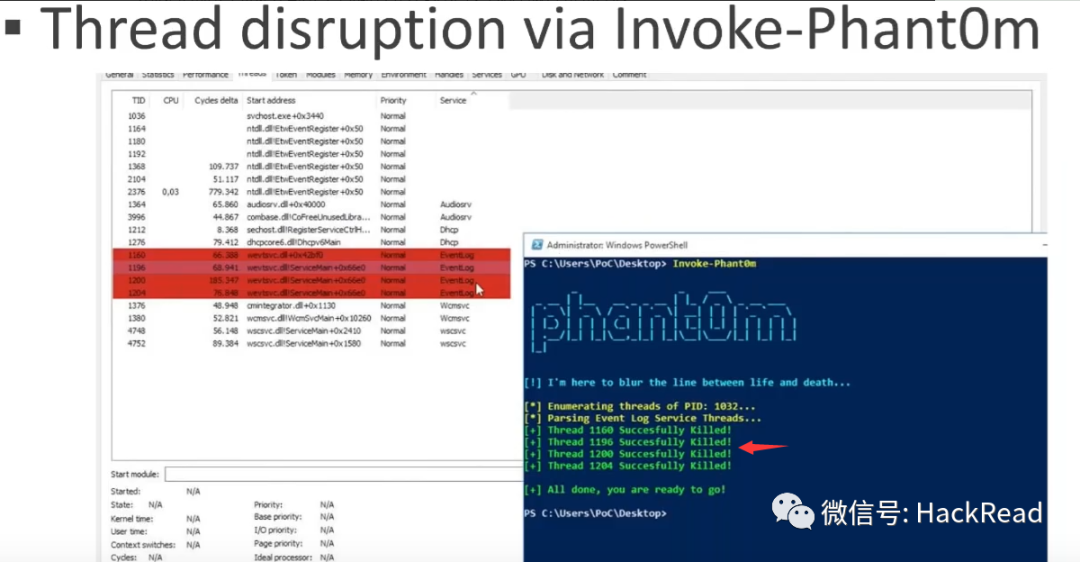 ▪ Thread disruption via Invoke-Phant0m
General Statistics Performance Threads Token Modules Memory Environment Handles Services GPU Disk and Network Comment
TID CPU Cycles delta Start address Priority Service
1036 svchost.exe+0x3440 Normal
1164 ntdll.dll!EtwEventRegister+0x50 Normal
1180 ntdll.dll!EtwEventRegister+0x50 Normal
1192 ntdll.dll!EtwEventRegister+0x50 Normal
1368 109.737 ntdll.dll!EtwEventRegister+0x50 Normal
2104 51.117 ntdll.dll!EtwEventRegister+0x50 Normal
2376 0,03 779.342 ntdll.dll!EtwEventRegister+0x50 Normal
1364 65.860 audiosrv.dll+0x40000 Normal Audiosrv
3996 44.867 combase.dll!CoFreeUnusedLibra... Normal Audiosrv
1212 8.368 sechost.dll!RegisterServiceCtrlH... Normal Dhcp
1276 79.412 dhcpcore6.dll!Dhcpv6Main Normal Dhcp
1160 66.388 wevtsvc.dll+0x42bf0 Normal EventLog
1196 68.941 wevtsvc.dll!ServiceMain+0x66e0 Normal EventLog
1200 185.347 wevtsvc.dll!ServiceMain+0x66e0 Normal EventLog
1204 76.848 wevtsvc.dll!ServiceMain+0x66e0 Normal EventLog
1376 48.948 cmintegrator.dll+0x1130 Normal Wcmsvc
1380 52.821 wcmsvc.dll!WcmSvcMain+0x10260 Normal Wcmsvc
4748 56.148 wscsvc.dll!ServiceMain+0x2410 Normal wscsvc
4752 89.384 wscsvc.dll!ServiceMain+0x1580 Normal wscsvc
Start module:
Started: N/A
State: N/A Priority: N/A
Kernel time: N/A Base priority: N/A
User time: N/A I/O priority: N/A
Context switches: N/A Page priority: N/A
Cycles: N/A Ideal processor: N/A
Administrator: Windows PowerShell
PS C:\Users\PoC\Desktop> Invoke-Phant0m
phant0m
[!] I'm here to blur the line between life and death...
[*] Enumerating threads of PID: 1032...
[*] Parsing Event Log Service Threads...
[+] Thread 1160 Succesfully Killed!
[+] Thread 1196 Succesfully Killed!
[+] Thread 1200 Succesfully Killed!
[+] Thread 1204 Succesfully Killed!
[+] All done, you are ready to go!
PS C:\Users\PoC\Desktop>
微信号: HackRead